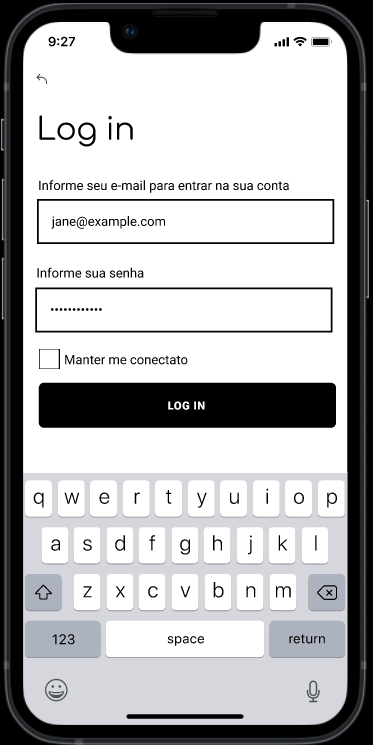 9:27
Log in
Informe seu e-mail para entrar na sua conta
jane@example.com
Informe sua senha
••••••••••••
Manter me conectato
LOG IN
q w e r t y u i o p
a s d f g h j k l
z x c v b n m
123 space return